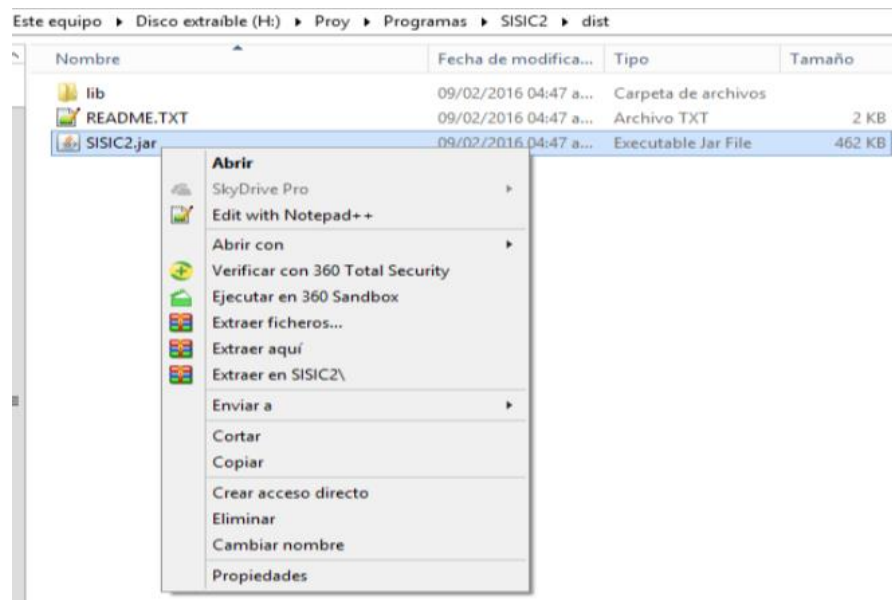 Este equipo ▸ Disco extraíble (H:) ▸ Proy ▸ Programas ▸ SISIC2 ▸ dist
Nombre Fecha de modifica... Tipo Tamaño
lib 09/02/2016 04:47 a... Carpeta de archivos
README.TXT 09/02/2016 04:47 a... Archivo TXT 2 KB
SISIC2.jar 09/02/2016 04:47 a... Executable Jar File 462 KB
Abrir
SkyDrive Pro
Edit with Notepad++
Abrir con
Verificar con 360 Total Security
Ejecutar en 360 Sandbox
Extraer ficheros...
Extraer aquí
Extraer en SISIC2\
Enviar a
Cortar
Copiar
Crear acceso directo
Eliminar
Cambiar nombre
Propiedades